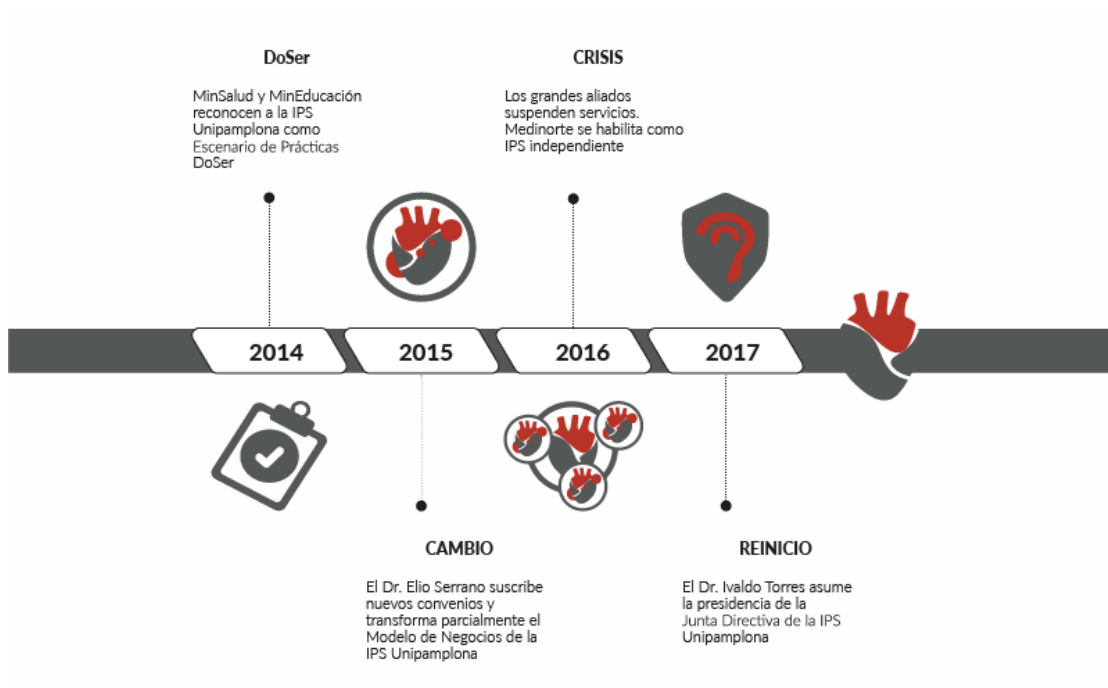 DoSer
MinSalud y MinEducación
reconocen a la IPS
Unipamplona como
Escenario de Prácticas
DoSer
CRISIS
Los grandes aliados
suspenden servicios.
Medinorte se habilita como
IPS independiente
2014
2015
2016
2017
CAMBIO
El Dr. Elio Serrano suscribe
nuevos convenios y
transforma parcialmente el
Modelo de Negocios de la
IPS Unipamplona
REINICIO
El Dr. Ivaldo Torres asume
la presidencia de la
Junta Directiva de la IPS
Unipamplona